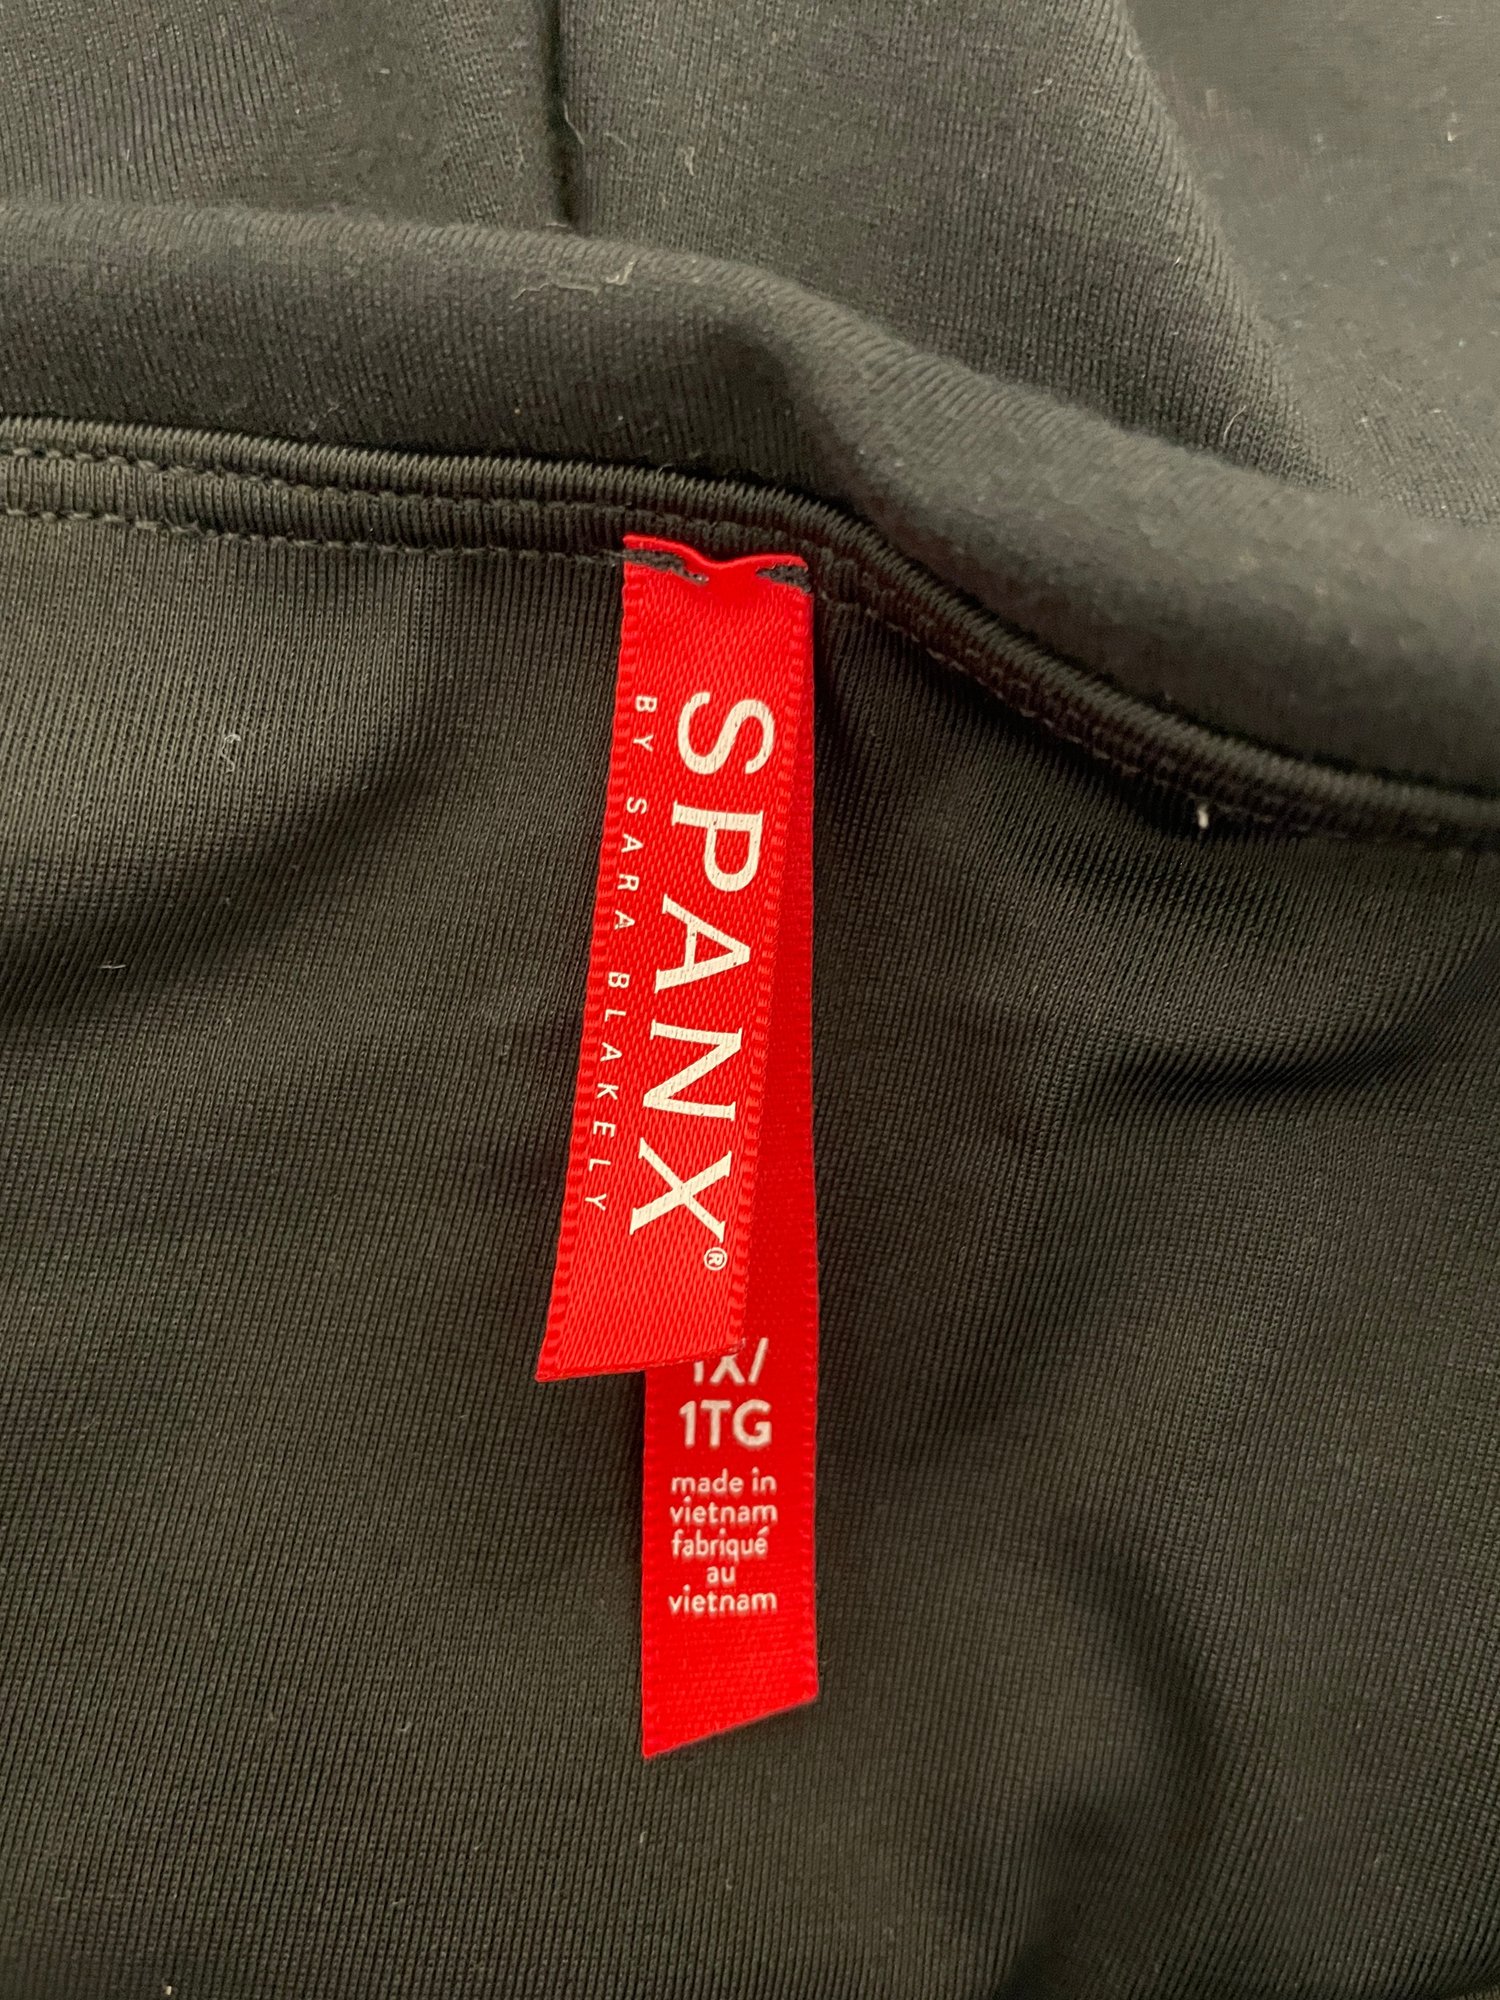 SPANX®
BY SARA BLAKELY
1X/
1TG
made in
vietnam
fabriqué
au
vietnam